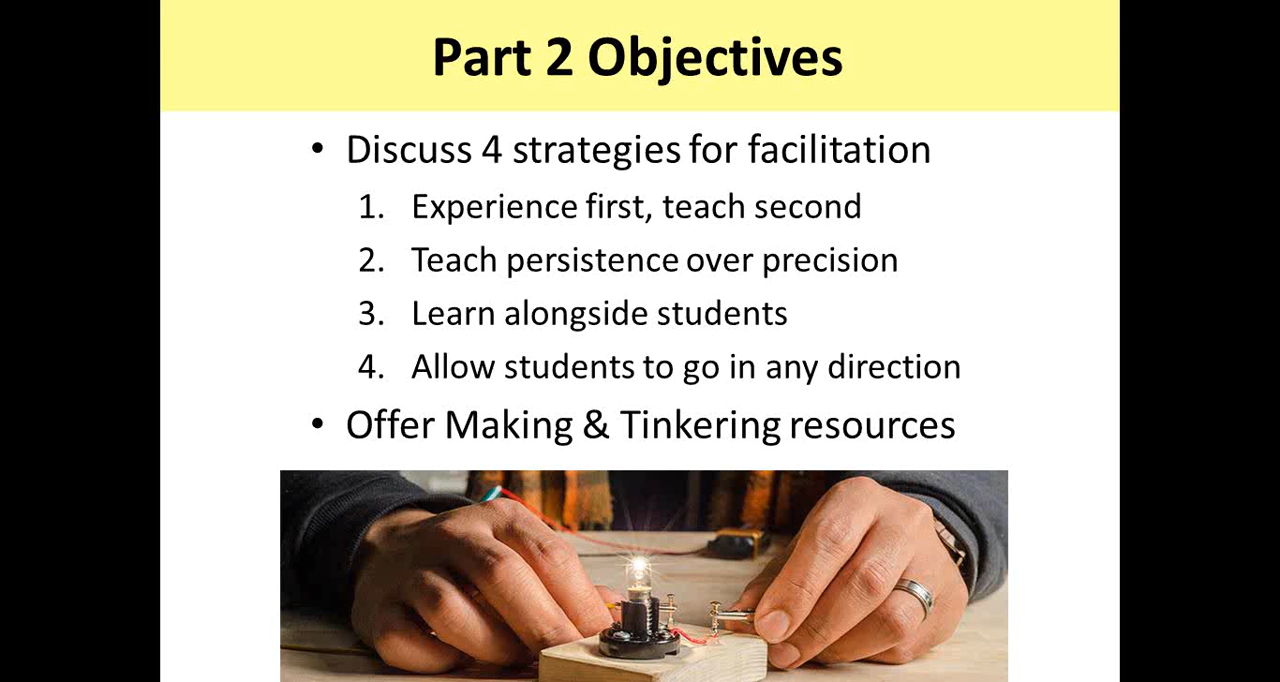 Part 2 Objectives
• Discuss 4 strategies for facilitation
1. Experience first, teach second
2. Teach persistence over precision
3. Learn alongside students
4. Allow students to go in any direction
• Offer Making & Tinkering resources